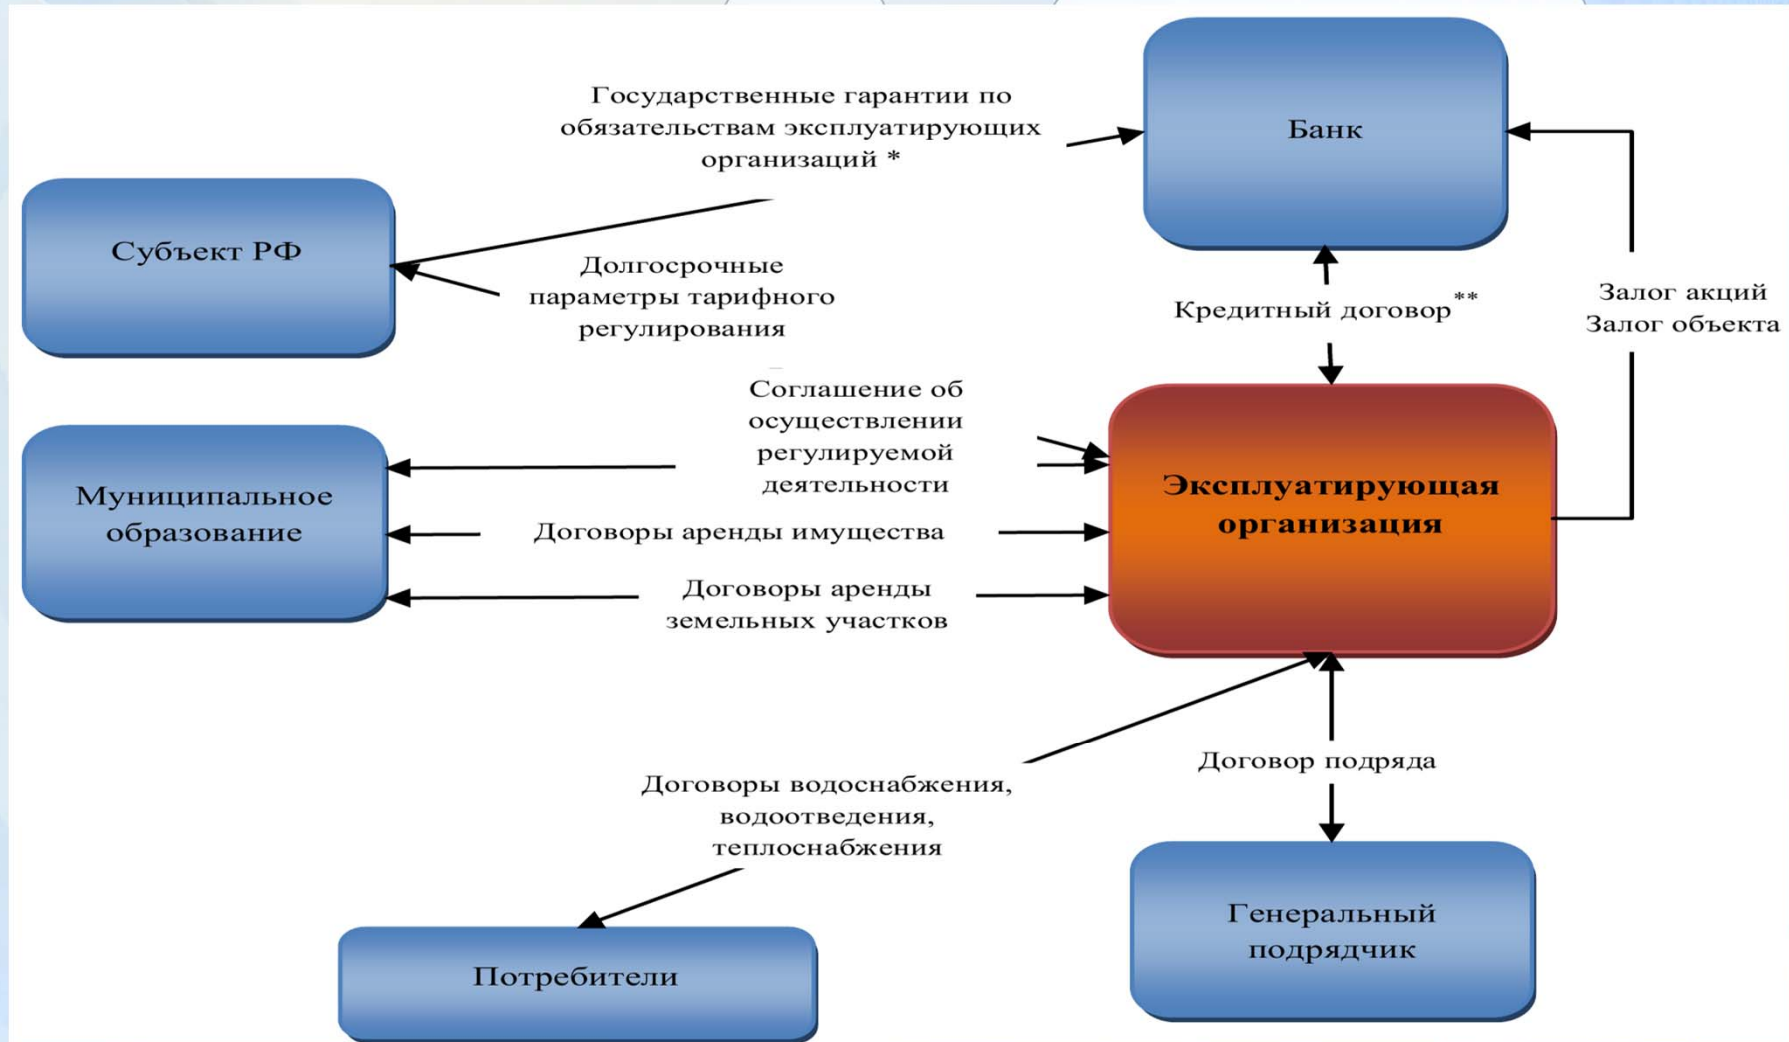 Государственные гарантии по
обязательствам эксплуатирующих
организаций *
Банк
Субъект РФ
Долгосрочные
параметры тарифного
регулирования
Кредитный договор**
Залог акций
Залог объекта
Соглашение об
осуществлении
регулируемой
деятельности
Муниципальное
образование
Договоры аренды имущества
Договоры аренды
земельных участков
Эксплуатирующая
организация
Договоры водоснабжения,
водоотведения,
теплоснабжения
Договор подряда
Генеральный
подрядчик
Потребители